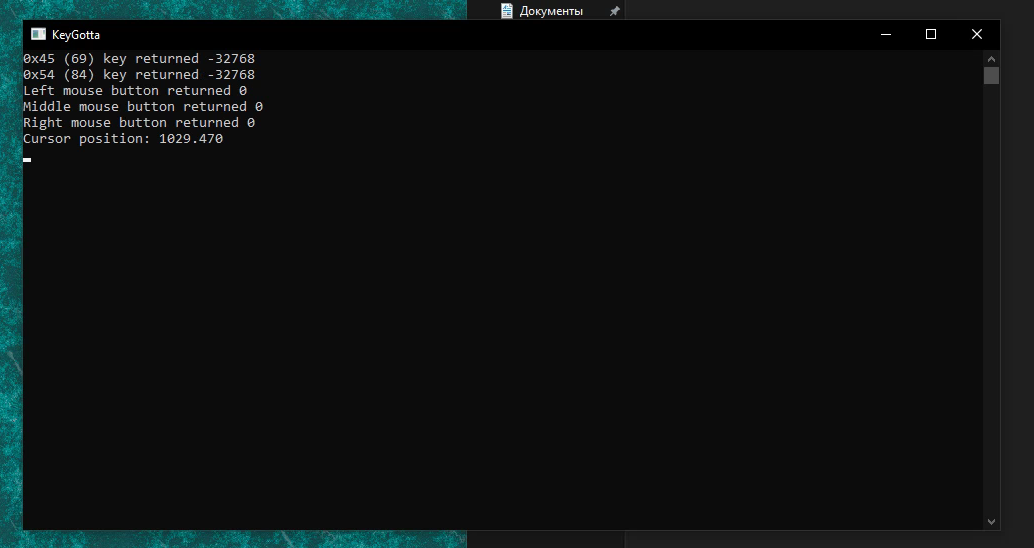 Документы
KeyGotta
0x45 (69) key returned -32768
0x54 (84) key returned -32768
Left mouse button returned 0
Middle mouse button returned 0
Right mouse button returned 0
Cursor position: 1029.470